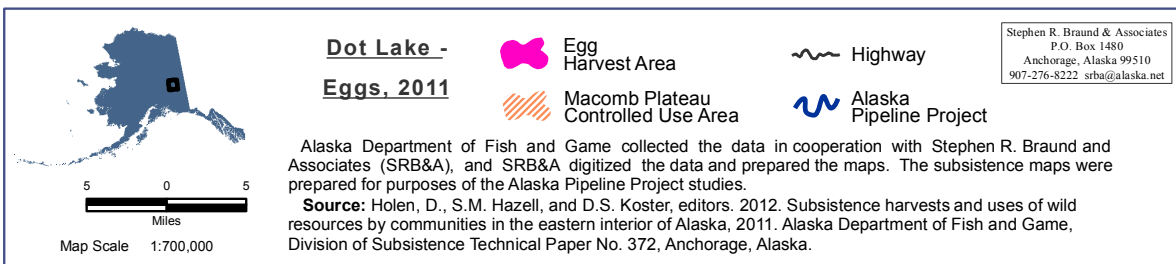 Dot Lake -
Eggs, 2011
Egg
Harvest Area
Macomb Plateau
Controlled Use Area
Highway
Alaska
Pipeline Project
Stephen R. Braund & Associates
P.O. Box 1480
Anchorage, Alaska 99510
907-276-8222 srba@alaska.net
Alaska Department of Fish and Game collected the data in cooperation with Stephen R. Braund and
Associates (SRB&A), and SRB&A digitized the data and prepared the maps. The subsistence maps were
prepared for purposes of the Alaska Pipeline Project studies.
Source: Holen, D., S.M. Hazell, and D.S. Koster, editors. 2012. Subsistence harvests and uses of wild
resources by communities in the eastern interior of Alaska, 2011. Alaska Department of Fish and Game,
Division of Subsistence Technical Paper No. 372, Anchorage, Alaska.
5 0 5
Miles
Map Scale 1:700,000